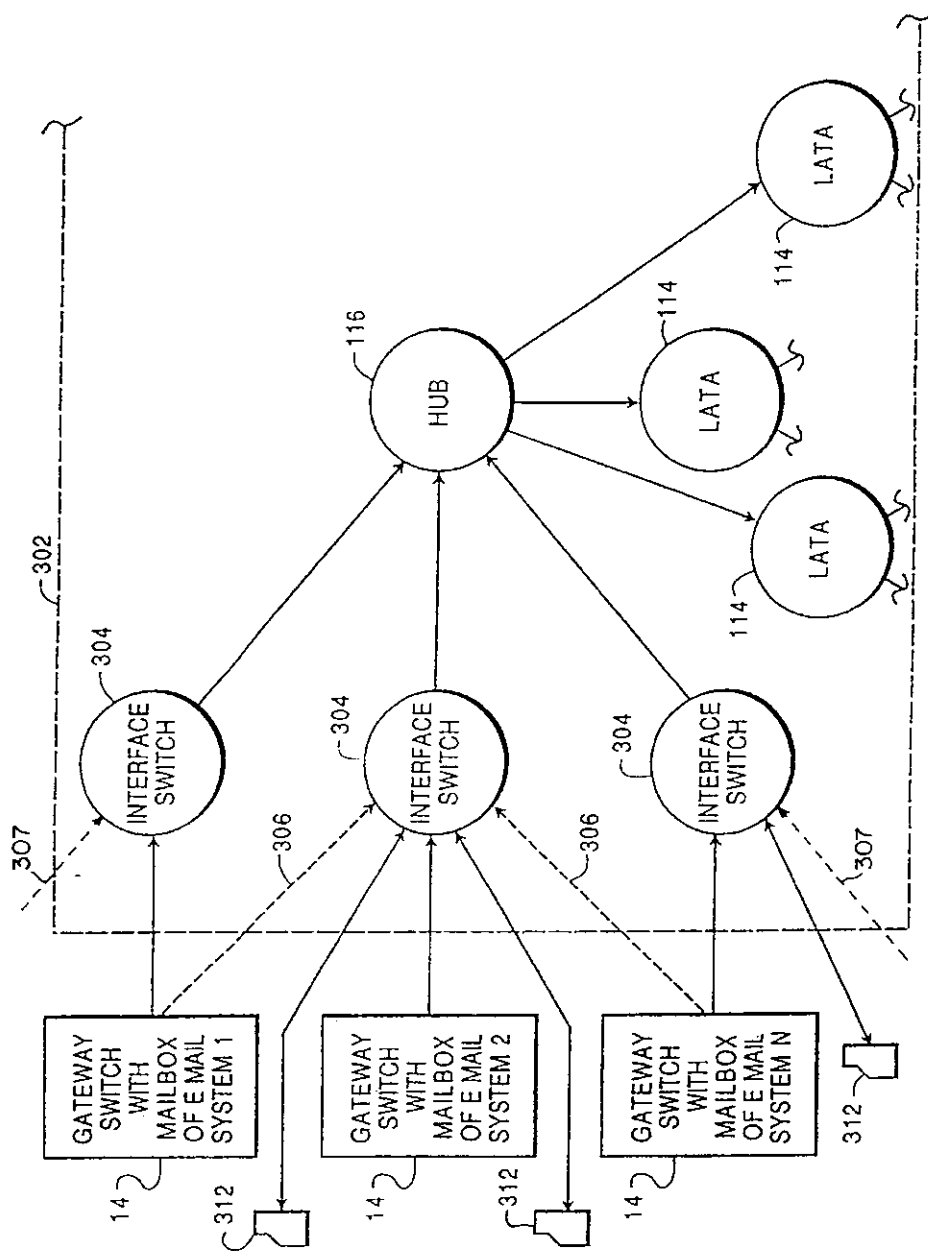 302
307
304
INTERFACE
SWITCH
GATEWAY
SWITCH
WITH
MAILBOX
OF E MAIL
SYSTEM 1
14
312
306
304
INTERFACE
SWITCH
116
HUB
GATEWAY
SWITCH
WITH
MAILBOX
OF E MAIL
SYSTEM 2
14
312
306
304
INTERFACE
SWITCH
307
GATEWAY
SWITCH
WITH
MAILBOX
OF E MAIL
SYSTEM N
14
312
114
LATA
114
LATA
114
LATA